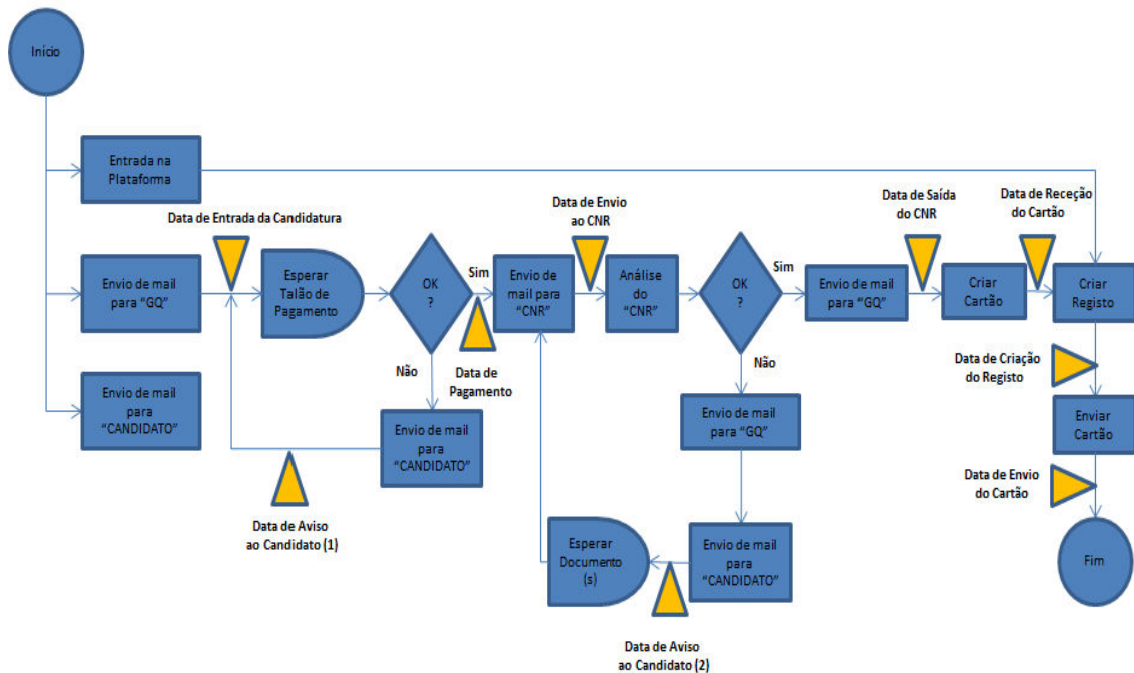 Início
Entrada na
Plataforma
Data de Entrada da Candidatura
Data de Envio
ao CNR
Data de Saída
do CNR
Data de Receção
do Cartão
Envio de mail
para "GQ"
Esperar
Talão de
Pagamento
OK
?
Sim
Envio de
mail para
"CNR"
Análise
do
"CNR"
OK
?
Sim
Envio de mail
para "GQ"
Criar
Cartão
Criar
Registo
Não
Data de
Pagamento
Não
Data de Criação
do Registo
Envio de mail
para
"CANDIDATO"
Envio de mail
para
"CANDIDATO"
Envio de mail
para "GQ"
Enviar
Cartão
Data de Envio
do Cartão
Data de Aviso
ao Candidato (1)
Esperar
Documento
(s)
Envio de mail
para
"CANDIDATO"
Fim
Data de Aviso
ao Candidato (2)